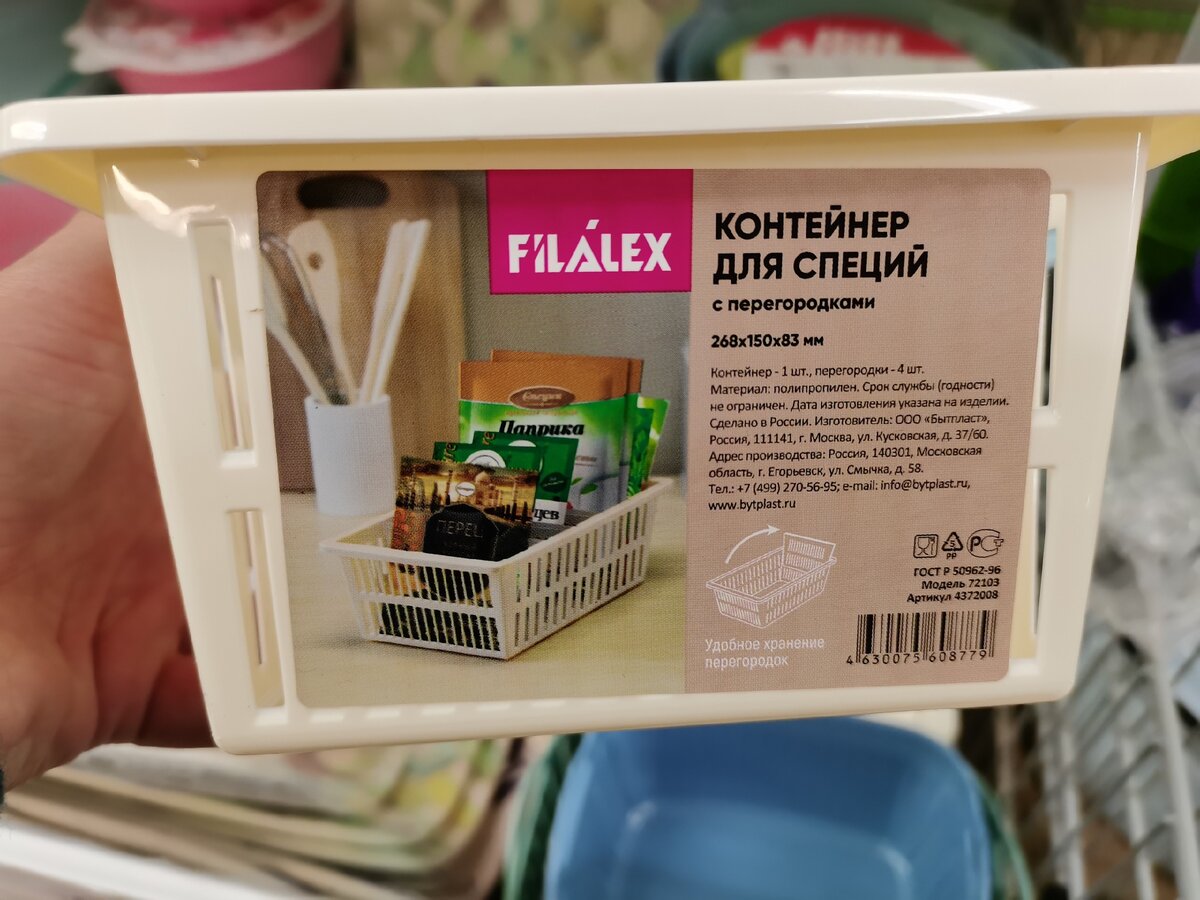 FILÁLEX
КОНТЕЙНЕР
ДЛЯ СПЕЦИЙ
с перегородками
268х150х83 мм
Контейнер - 1 шт., перегородки - 4 шт.
Материал: полипропилен. Срок службы (годности)
не ограничен. Дата изготовления указана на изделии.
Сделано в России. Изготовитель: ООО «Бытпласт»,
Россия, 111141, г. Москва, ул. Кусковская, д. 37/60.
Адрес производства: Россия, 140301, Московская
область, г. Егорьевск, ул. Смычка, д. 58.
Тел.: +7 (499) 270-56-95; e-mail: info@bytplast.ru,
www.bytplast.ru
Паприка
ПЕРЕЦ
5
PP
РСТ
ГОСТ Р 50962-96
Модель 72103
Артикул 4372008
Удобное хранение
перегородок
4 630075 608779